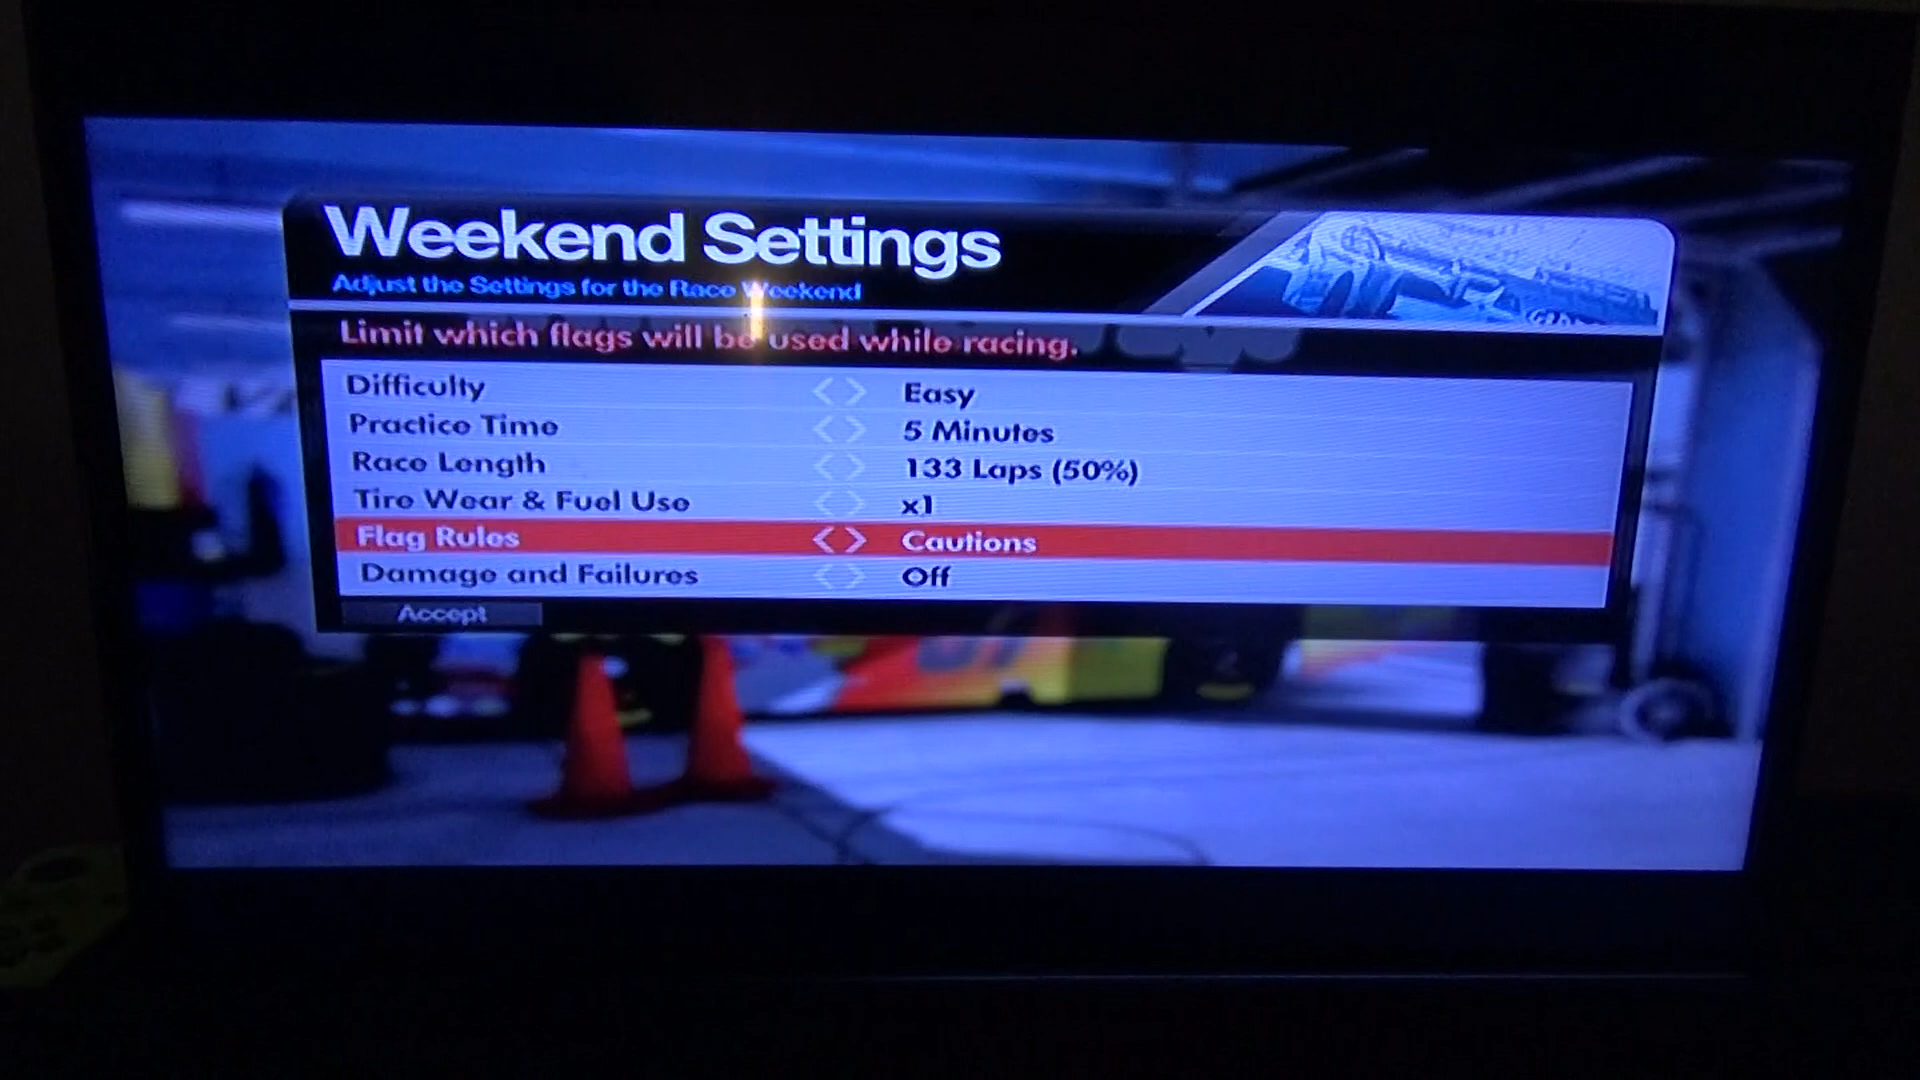 Weekend Settings
Adjust the Settings for the Race Weekend
Limit which flags will be used while racing.
Difficulty < > Easy
Practice Time < > 5 Minutes
Race Length < > 133 Laps (50%)
Tire Wear & Fuel Use < > x1
Flag Rules < > Cautions
Damage and Failures < > Off
Accept